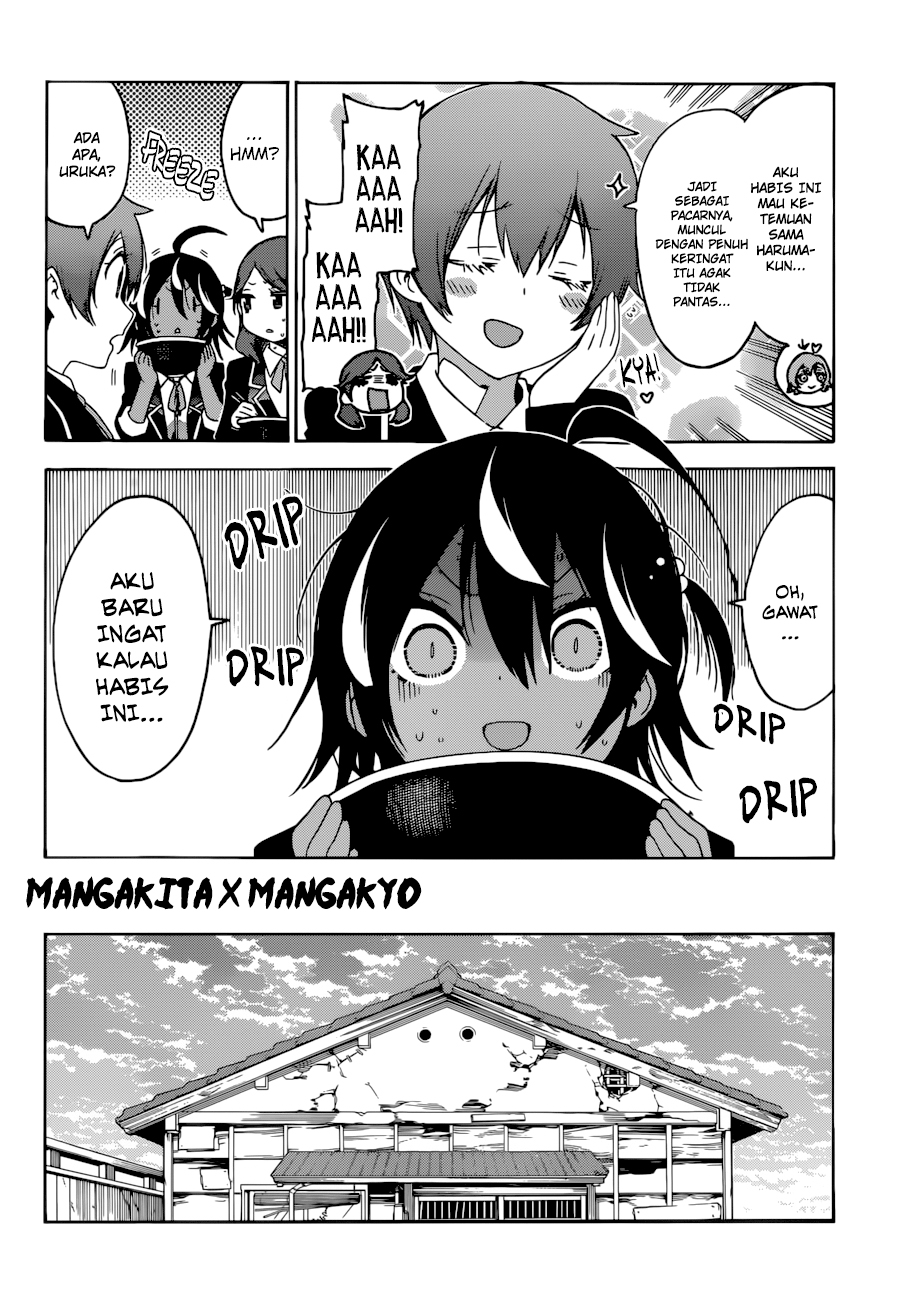 AKU
HABIS INI
MAU KE-
TEMUAN
SAMA
HARUMA-
KUN...
JADI
SEBAGAI
PACARNYA,
MUNCUL
DENGAN PENUH
KERINGAT
ITU AGAK
TIDAK
PANTAS...
KYA!
KAA
AAA
AAA
AAH!
KAA
AAA
AAA
AAH!!
...
HMM?
FREEZE
ADA
APA,
URUKA?
OH,
GAWAT
...
DRIP
DRIP
DRIP
DRIP
AKU
BARU
INGAT
KALAU
HABIS
INI...
MANGAKITA X MANGAKYO